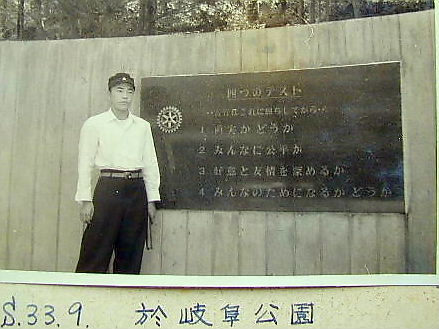 四つのテスト
言行はこれに照らしてから
1 真実か どうか
2 みんなに公平か
3 好意と友情を深めるか
4 みんなのためになるか どうか
S.33.9. 於岐阜公園